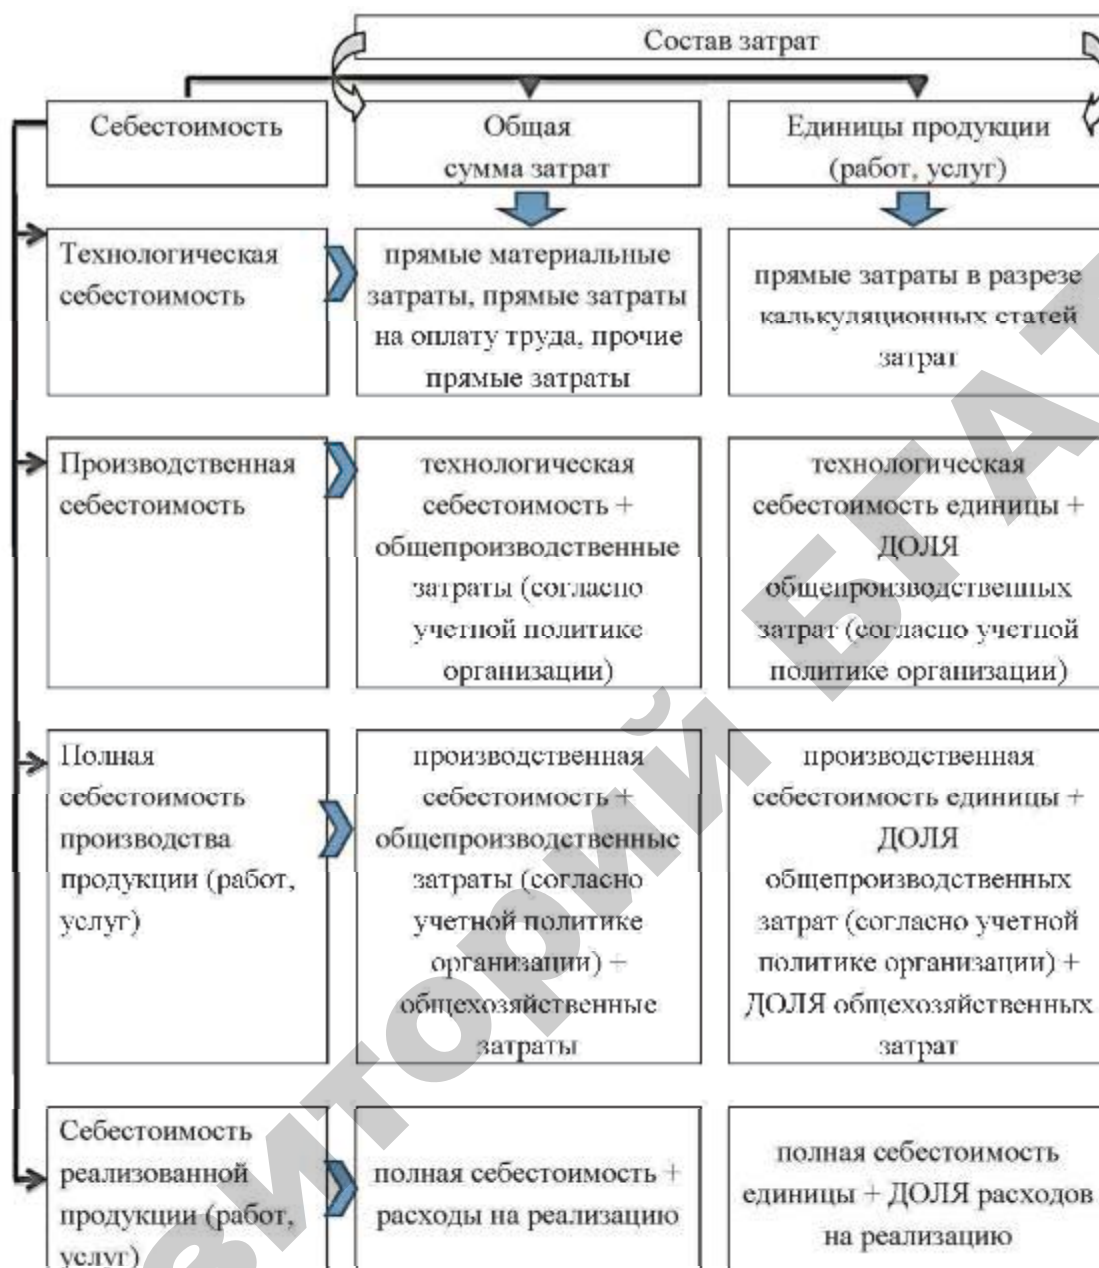 Состав затрат
Себестоимость
Общая
сумма затрат
Единицы продукции
(работ, услуг)
Технологическая
себестоимость
прямые материальные
затраты, прямые затраты
на оплату труда, прочие
прямые затраты
прямые затраты в разрезе
калькуляционных статей
затрат
Производственная
себестоимость
технологическая
себестоимость +
общепроизводственные
затраты (согласно
учетной политике
организации)
технологическая
себестоимость единицы +
ДОЛЯ
общепроизводственных
затрат (согласно учетной
политике организации)
Полная
себестоимость
производства
продукции (работ,
услуг)
производственная
себестоимость +
общепроизводственные
затраты (согласно
учетной политике
организации) +
общехозяйственные
затраты
производственная
себестоимость единицы +
ДОЛЯ
общепроизводственных
затрат (согласно учетной
политике организации) +
ДОЛЯ общехозяйственных
затрат
Себестоимость
реализованной
продукции (работ,
услуг)
полная себестоимость +
расходы на реализацию
полная себестоимость
единицы + ДОЛЯ расходов
на реализацию